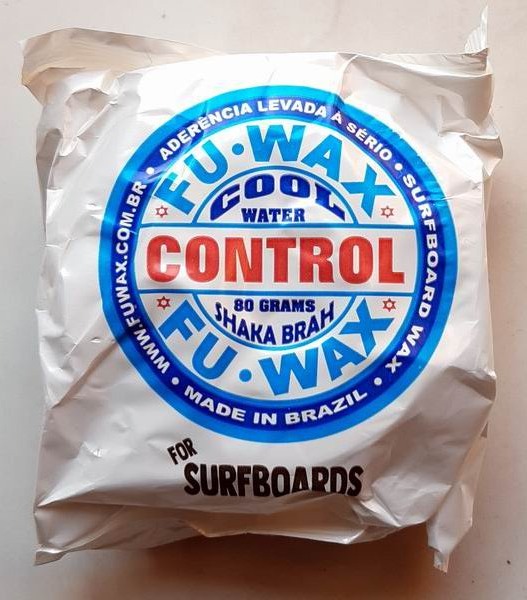 WWW.FUWAX.COM.BR • ADERÊNCIA LEVADA À SÉRIO • SURFBOARD WAX • MADE IN BRAZIL •
FU•WAX
COOL
WATER
CONTROL
80 GRAMS
SHAKA BRAH
FU•WAX
FOR
SURFBOARDS